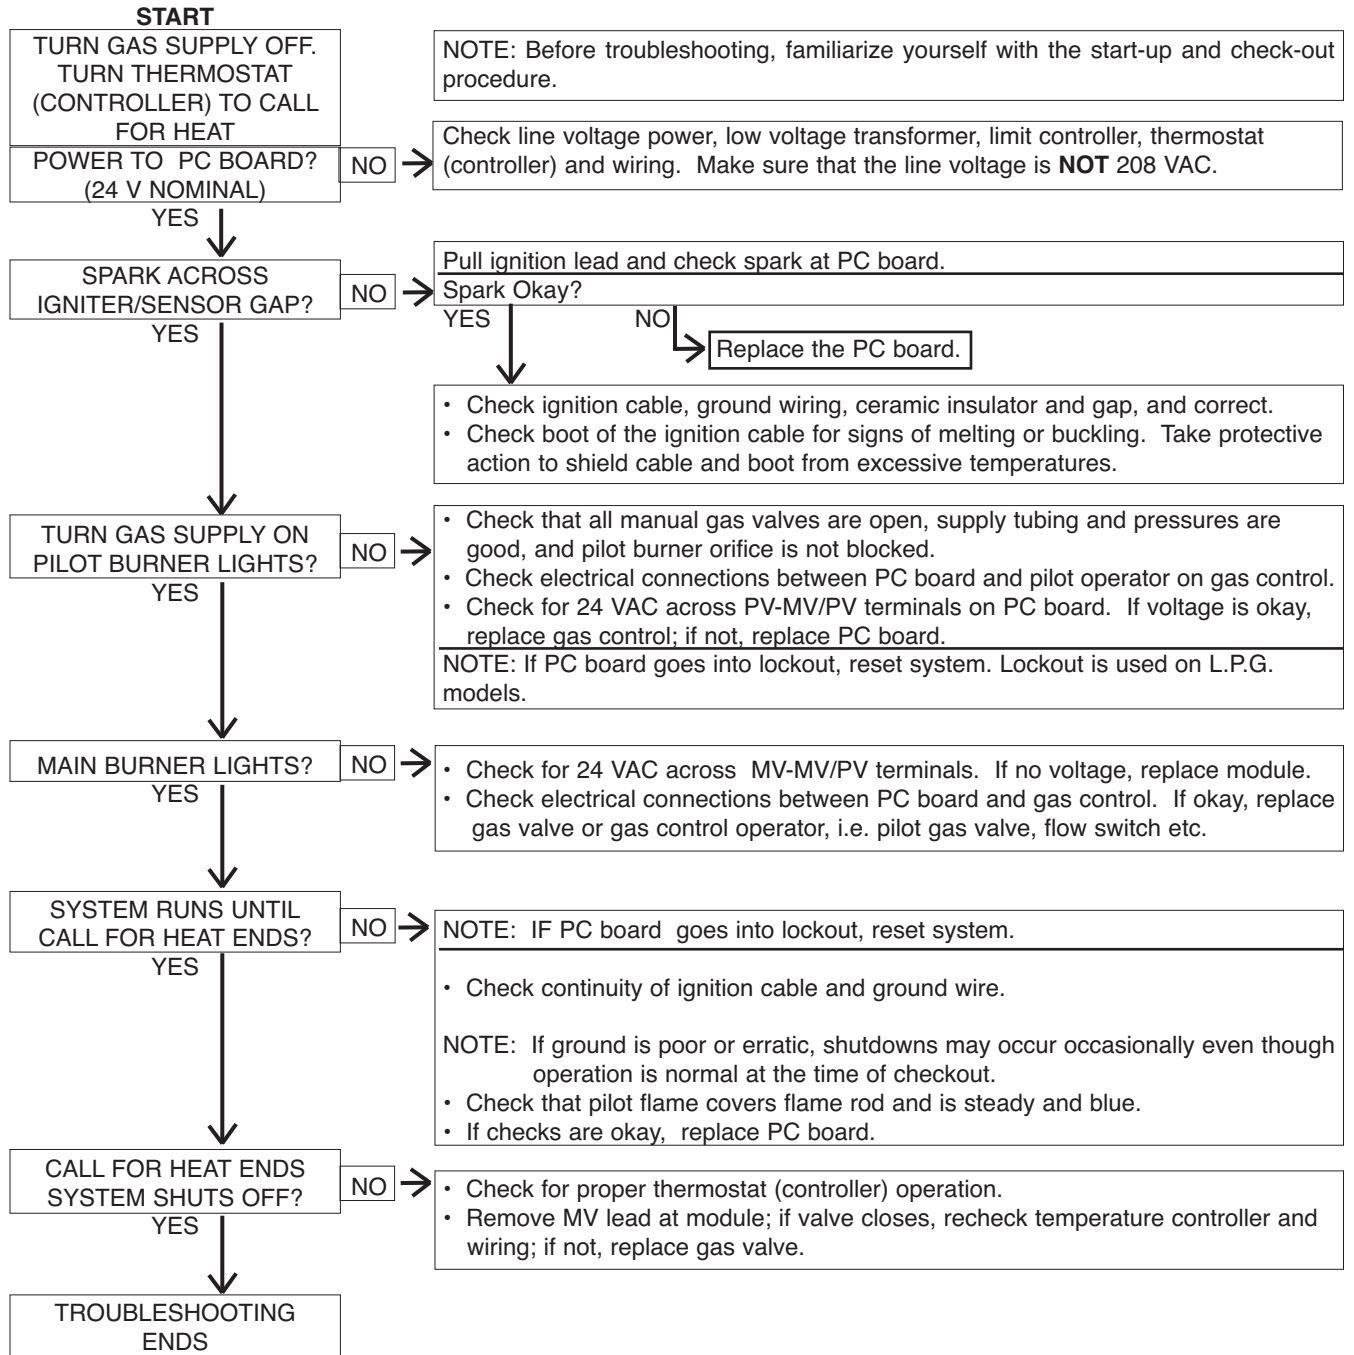 START
TURN GAS SUPPLY OFF.
TURN THERMOSTAT
(CONTROLLER) TO CALL
FOR HEAT
NOTE: Before troubleshooting, familiarize yourself with the start-up and check-out
procedure.
POWER TO PC BOARD?
(24 V NOMINAL)
NO
Check line voltage power, low voltage transformer, limit controller, thermostat
(controller) and wiring. Make sure that the line voltage is NOT 208 VAC.
YES
SPARK ACROSS
IGNITER/SENSOR GAP?
NO
Pull ignition lead and check spark at PC board.
Spark Okay?
YES
NO
Replace the PC board.
• Check ignition cable, ground wiring, ceramic insulator and gap, and correct.
• Check boot of the ignition cable for signs of melting or buckling. Take protective
action to shield cable and boot from excessive temperatures.
YES
TURN GAS SUPPLY ON
PILOT BURNER LIGHTS?
NO
• Check that all manual gas valves are open, supply tubing and pressures are
good, and pilot burner orifice is not blocked.
• Check electrical connections between PC board and pilot operator on gas control.
• Check for 24 VAC across PV-MV/PV terminals on PC board. If voltage is okay,
replace gas control; if not, replace PC board.
NOTE: If PC board goes into lockout, reset system. Lockout is used on L.P.G.
models.
YES
MAIN BURNER LIGHTS?
NO
• Check for 24 VAC across MV-MV/PV terminals. If no voltage, replace module.
• Check electrical connections between PC board and gas control. If okay, replace
gas valve or gas control operator, i.e. pilot gas valve, flow switch etc.
YES
SYSTEM RUNS UNTIL
CALL FOR HEAT ENDS?
NO
NOTE: IF PC board goes into lockout, reset system.
• Check continuity of ignition cable and ground wire.
NOTE: If ground is poor or erratic, shutdowns may occur occasionally even though
operation is normal at the time of checkout.
• Check that pilot flame covers flame rod and is steady and blue.
• If checks are okay, replace PC board.
YES
CALL FOR HEAT ENDS
SYSTEM SHUTS OFF?
NO
• Check for proper thermostat (controller) operation.
• Remove MV lead at module; if valve closes, recheck temperature controller and
wiring; if not, replace gas valve.
YES
TROUBLESHOOTING
ENDS